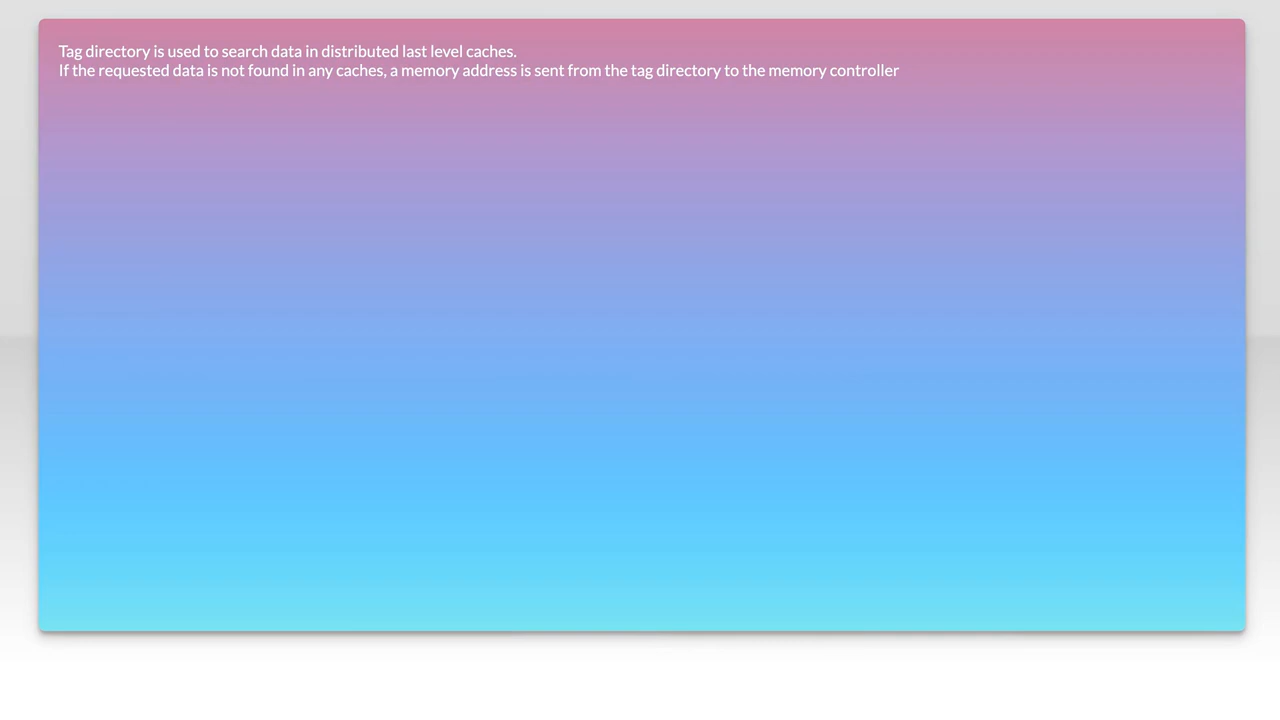 Tag directory is used to search data in distributed last level caches.
If the requested data is not found in any caches, a memory address is sent from the tag directory to the memory controller